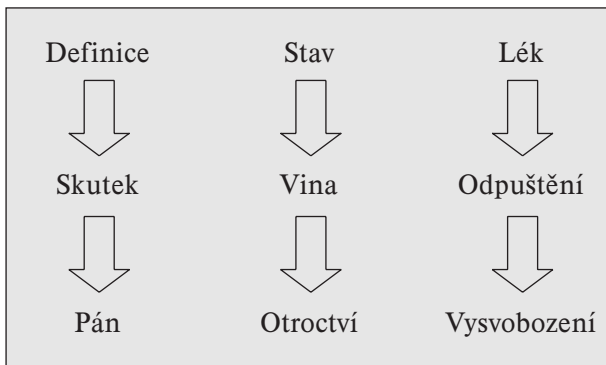 Definice Stav Lék
Skutek Vina Odpuštění
Pán Otroctví Vysvobození